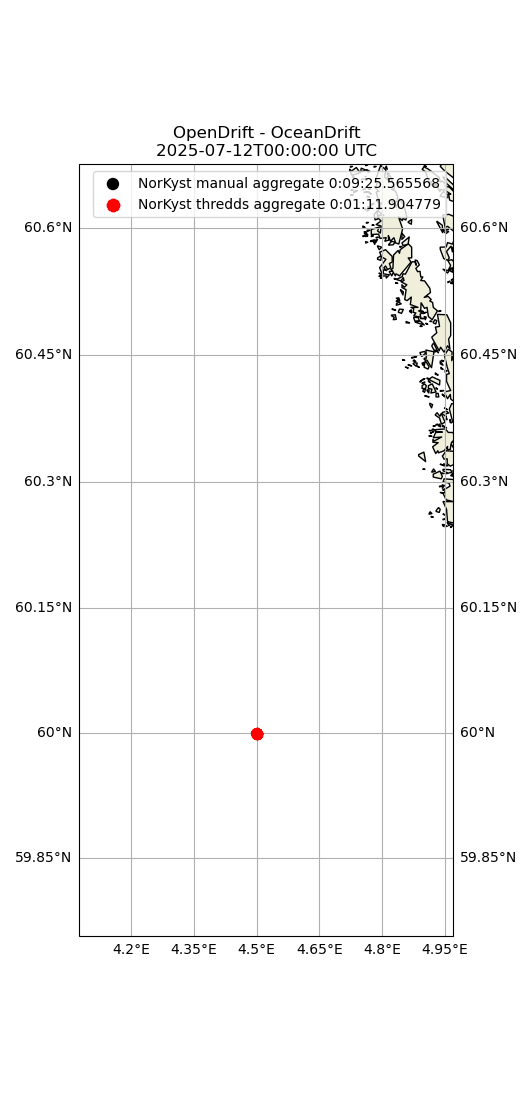 OpenDrift - OceanDrift
2025-07-12T00:00:00 UTC
NorKyst manual aggregate 0:09:25.565568
NorKyst thredds aggregate 0:01:11.904779
60.6°N
60.6°N
60.45°N
60.45°N
60.3°N
60.3°N
60.15°N
60.15°N
60°N
60°N
59.85°N
59.85°N
4.2°E
4.35°E
4.5°E
4.65°E
4.8°E
4.95°E